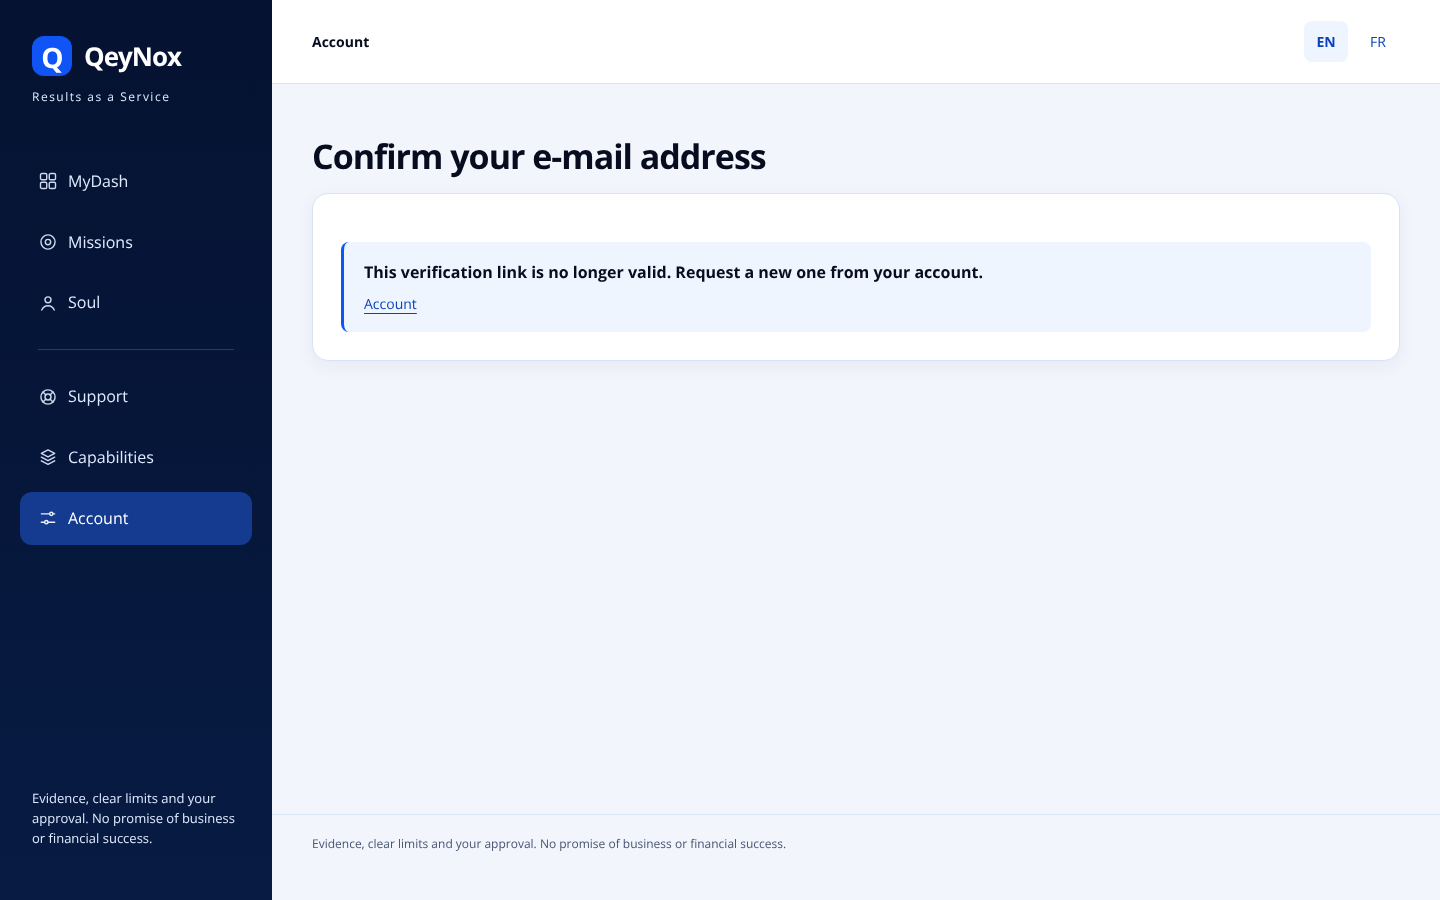 Q QeyNox
Results as a Service
MyDash
Missions
Soul
Support
Capabilities
Account
Evidence, clear limits and your
approval. No promise of business
or financial success.
Account
EN FR
Confirm your e-mail address
This verification link is no longer valid. Request a new one from your account.
Account
Evidence, clear limits and your approval. No promise of business or financial success.